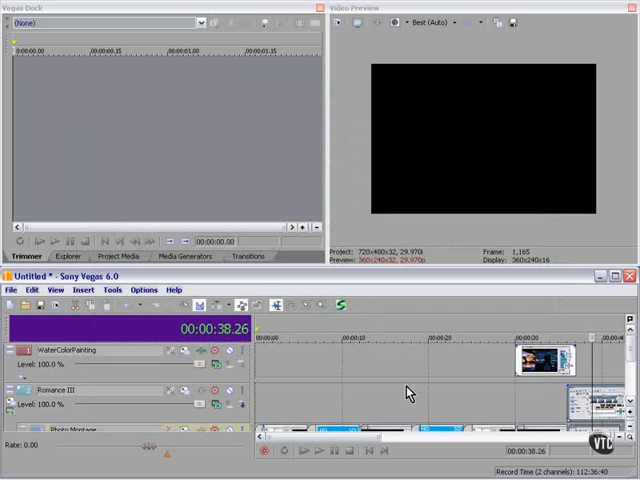 Vegas Dock
Video Preview
(None)
Best (Auto)
0:00:00.00
00:00:00.15
00:00:01.00
00:00:01.15
00:00:00.00
Project: 720x480x32, 29.970i
Frame: 1,165
Preview: 360x240x32, 29.970p
Display: 360x240x16
Trimmer
Explorer
Project Media
Media Generators
Transitions
Untitled * - Sony Vegas 6.0
File Edit View Insert Tools Options Help
00:00:38.26
00:00:00
00:00:10
00:00:20
00:00:30
00:00:40
WaterColorPainting
Level: 100.0 %
Romance III
Level: 100.0 %
Photo Montage
Rate: 0.00
VTC
00:00:38.26
Record Time (2 channels): 112:36:40